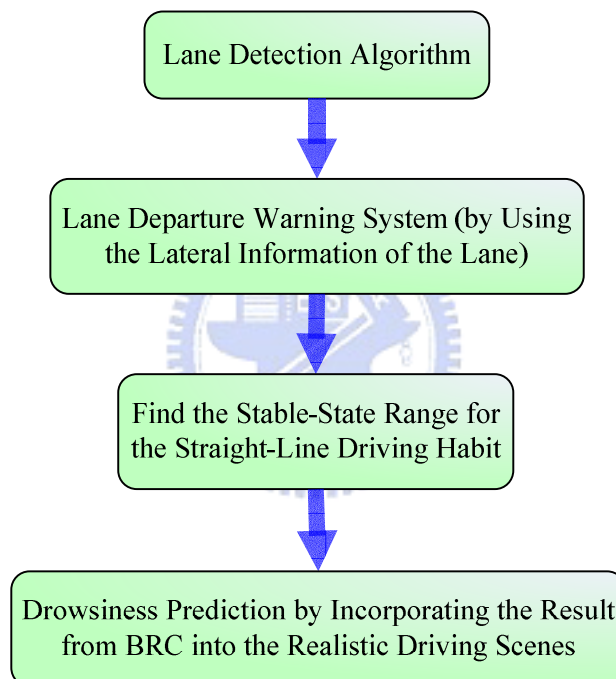 Lane Detection Algorithm
Lane Departure Warning System (by Using
the Lateral Information of the Lane)
Find the Stable-State Range for
the Straight-Line Driving Habit
Drowsiness Prediction by Incorporating the Result
from BRC into the Realistic Driving Scenes